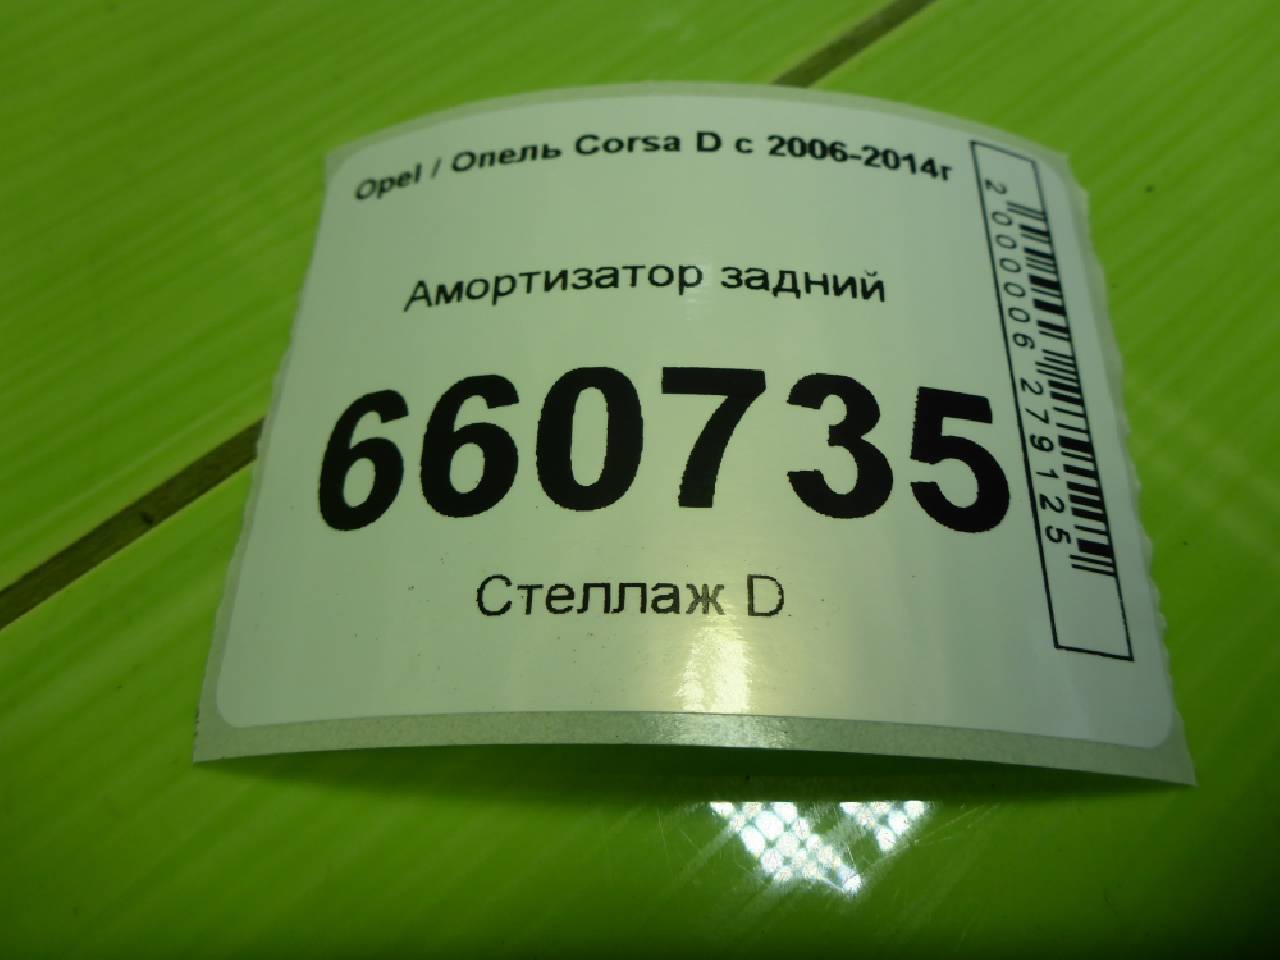 Opel / Опель Corsa D с 2006-2014г
Амортизатор задний
660735
Стеллаж D
2000006279125